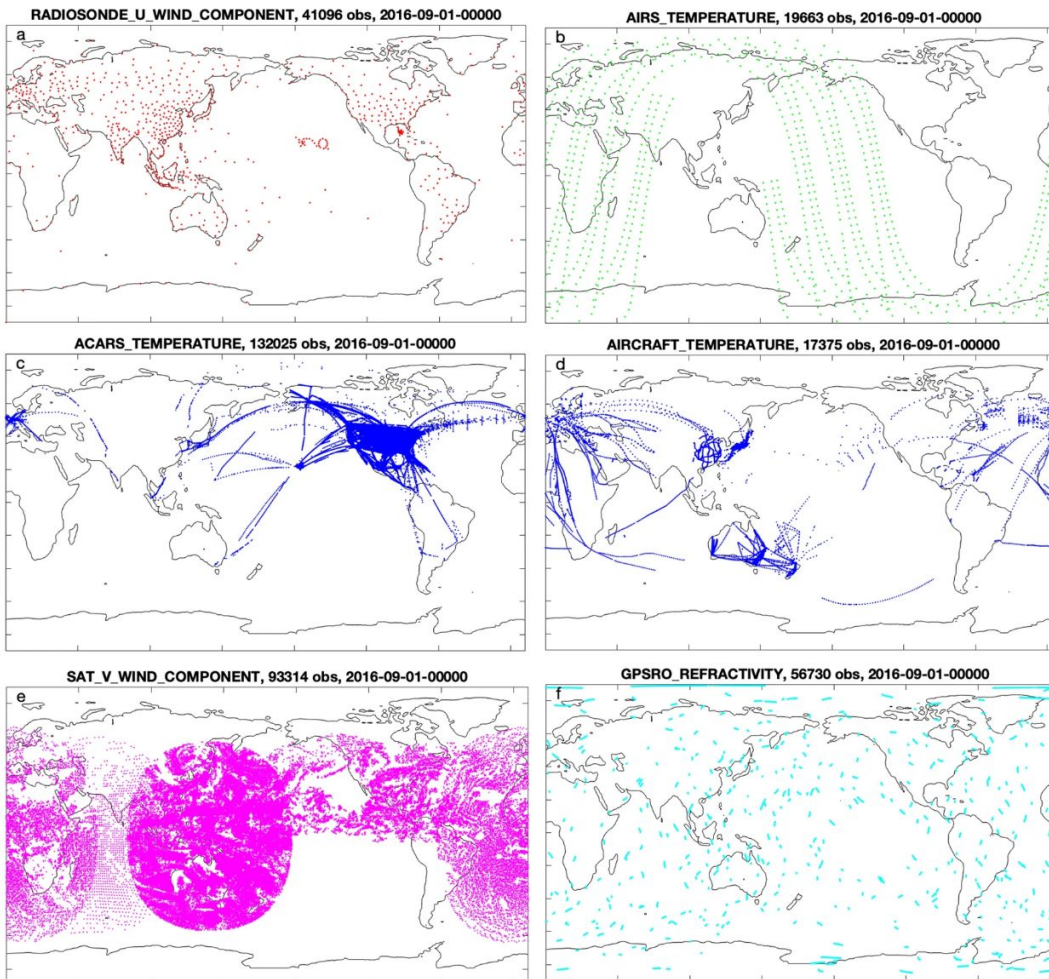 RADIOSONDE_U_WIND_COMPONENT, 41096 obs, 2016-09-01-00000
a
AIRS_TEMPERATURE, 19663 obs, 2016-09-01-00000
b
ACARS_TEMPERATURE, 132025 obs, 2016-09-01-00000
c
AIRCRAFT_TEMPERATURE, 17375 obs, 2016-09-01-00000
d
SAT_V_WIND_COMPONENT, 93314 obs, 2016-09-01-00000
e
GPSRO_REFRACTIVITY, 56730 obs, 2016-09-01-00000
f